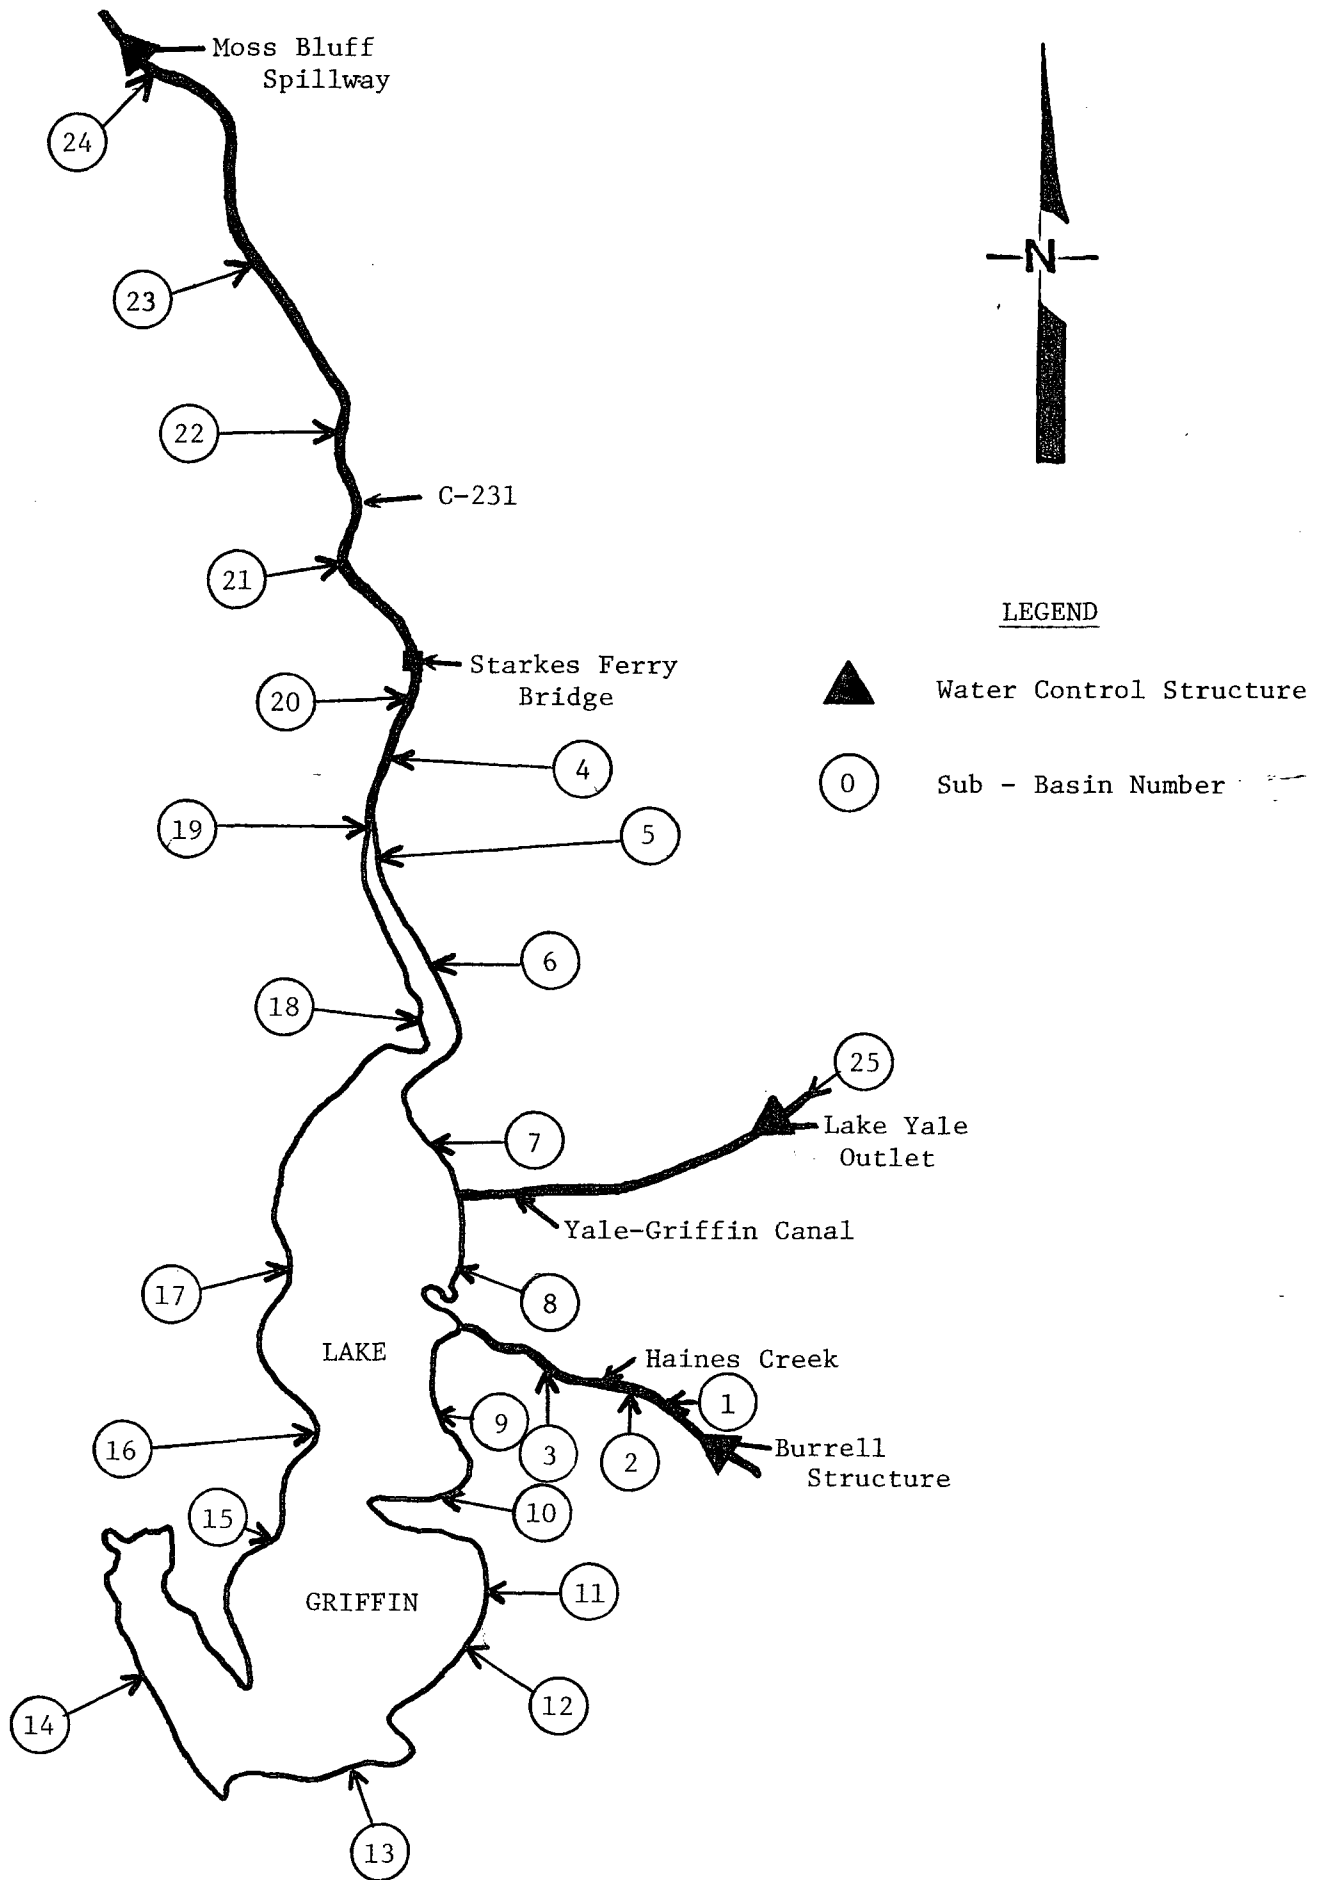 Moss Bluff
Spillway
24
N
23
22
C-231
21
LEGEND
Starkes Ferry
Bridge
Water Control Structure
20
4
0
Sub - Basin Number
19
5
6
18
25
Lake Yale
Outlet
7
Yale-Griffin Canal
17
8
LAKE
Haines Creek
1
9
16
3
2
Burrell
Structure
15
10
11
GRIFFIN
12
14
13